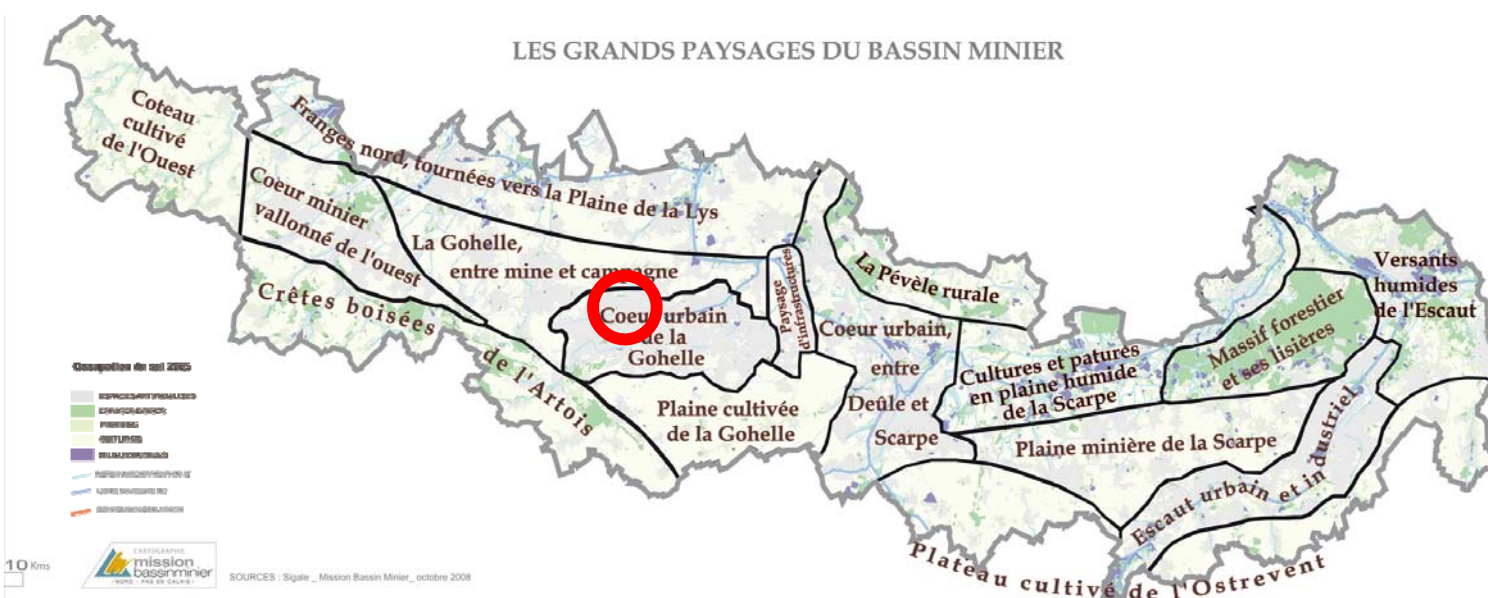 LES GRANDS PAYSAGES DU BASSIN MINIER
Coteau
cultivé
de l'Ouest
Franges nord, tournées vers la Plaine de la Lys
Coeur minier
vallonné de l'ouest
La Gohelle,
entre mine et campagne
Crêtes boisées
de l'Artois
Coeur urbain
de la
Gohelle
Plaine cultivée
de la Gohelle
Paysage
d'infrastructures
La Pévèle rurale
Coeur urbain,
entre
Deûle et
Scarpe
Cultures et patures
en plaine humide
de la Scarpe
Massif forestier
et ses lisières
Versants
humides
de l'Escaut
Plaine minière de la Scarpe
Escaut urbain et industriel
Plateau cultivé de l'Ostrevent
Occupation du sol 2005
10 Kms
CARTOGRAPHIE
mission
bassinminier
NORD - PAS DE CALAIS
SOURCES : Sigale _ Mission Bassin Minier_ octobre 2008